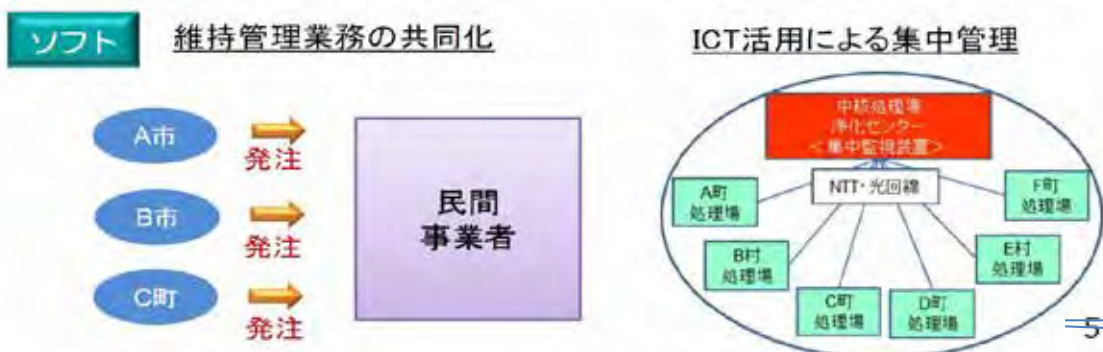 ソフト
維持管理業務の共同化
A市
発注
B市
発注
C町
発注
民間
事業者
ICT活用による集中管理
中核処理場
浄化センター
<集中監視装置>
NTT・光回線
A町
処理場
B村
処理場
C町
処理場
D町
処理場
E村
処理場
F町
処理場
5